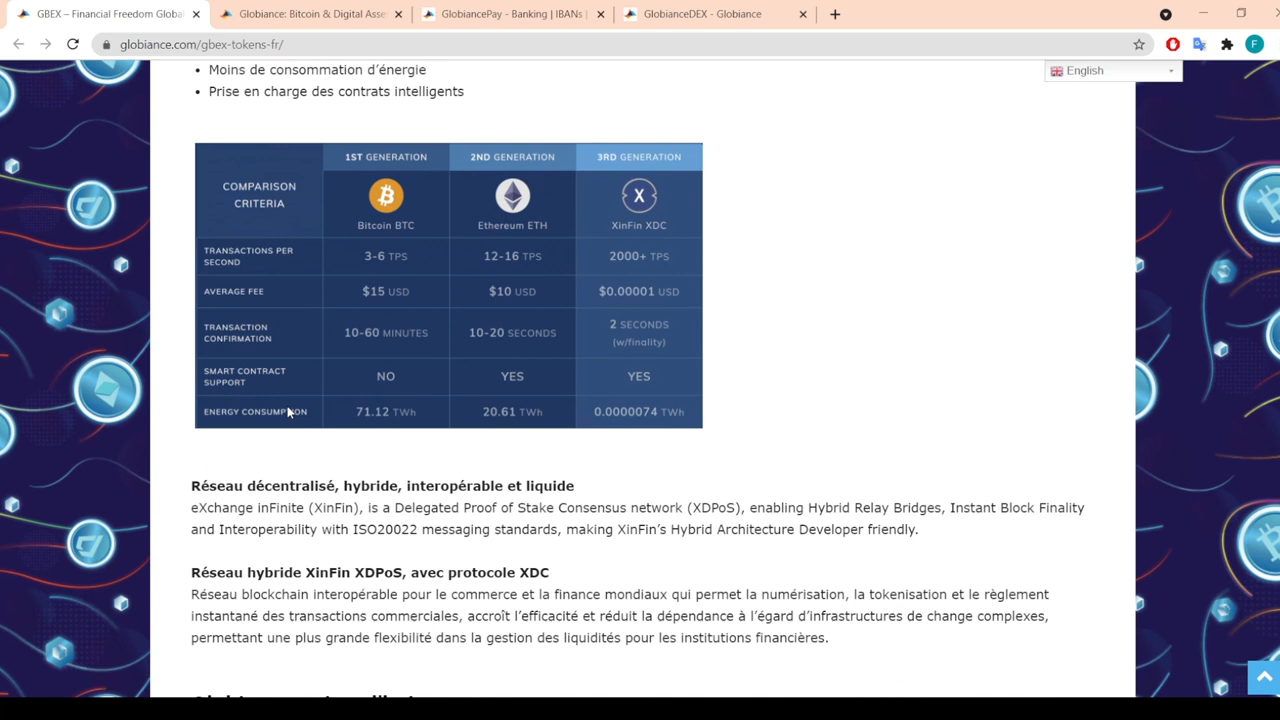 GBEX – Financial Freedom Globa
Globiance: Bitcoin & Digital Asse
GlobiancePay - Banking | IBANs |
GlobianceDEX - Globiance
globiance.com/gbex-tokens-fr/
F
English
• Moins de consommation d’énergie
• Prise en charge des contrats intelligents
1ST GENERATION 2ND GENERATION 3RD GENERATION
COMPARISON
CRITERIA
Bitcoin BTC Ethereum ETH XinFin XDC
TRANSACTIONS PER
SECOND
3-6 TPS 12-16 TPS 2000+ TPS
AVERAGE FEE $15 USD $10 USD $0.00001 USD
TRANSACTION
CONFIRMATION
10-60 MINUTES 10-20 SECONDS 2 SECONDS
(w/finality)
SMART CONTRACT
SUPPORT
NO YES YES
ENERGY CONSUMPTION 71.12 TWh 20.61 TWh 0.0000074 TWh
Réseau décentralisé, hybride, interopérable et liquide
eXchange inFinite (XinFin), is a Delegated Proof of Stake Consensus network (XDPoS), enabling Hybrid Relay Bridges, Instant Block Finality
and Interoperability with ISO20022 messaging standards, making XinFin’s Hybrid Architecture Developer friendly.
Réseau hybride XinFin XDPoS, avec protocole XDC
Réseau blockchain interopérable pour le commerce et la finance mondiaux qui permet la numérisation, la tokenisation et le règlement
instantané des transactions commerciales, accroît l’efficacité et réduit la dépendance à l’égard d’infrastructures de change complexes,
permettant une plus grande flexibilité dans la gestion des liquidités pour les institutions financières.